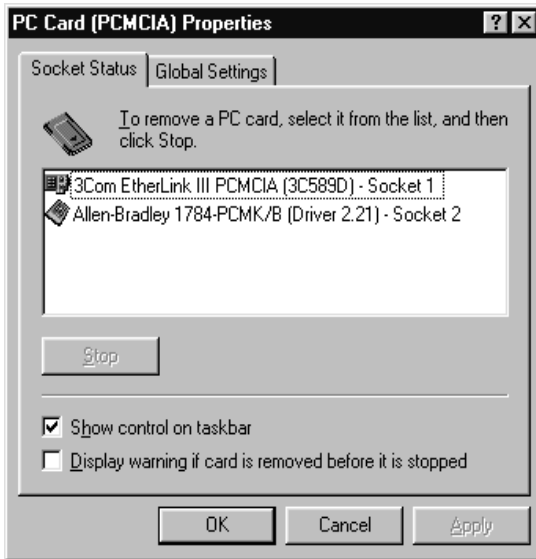 PC Card (PCMCIA) Properties
Socket Status
Global Settings
To remove a PC card, select it from the list, and then
click Stop.
3Com EtherLink III PCMCIA (3C589D) - Socket 1
Allen-Bradley 1784-PCMK/B (Driver 2.21) - Socket 2
Stop
Show control on taskbar
Display warning if card is removed before it is stopped
OK
Cancel
Apply